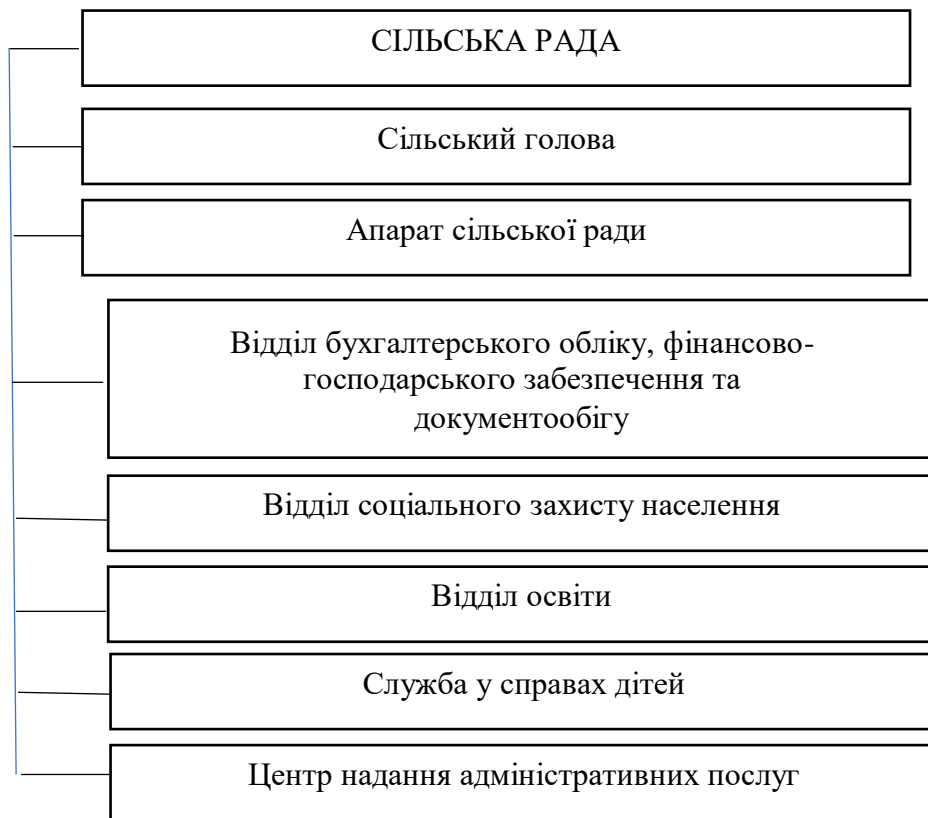 СІЛЬСЬКА РАДА
Сільський голова
Апарат сільської ради
Відділ бухгалтерського обліку, фінансово-
господарського забезпечення та
документообігу
Відділ соціального захисту населення
Відділ освіти
Служба у справах дітей
Центр надання адміністративних послуг